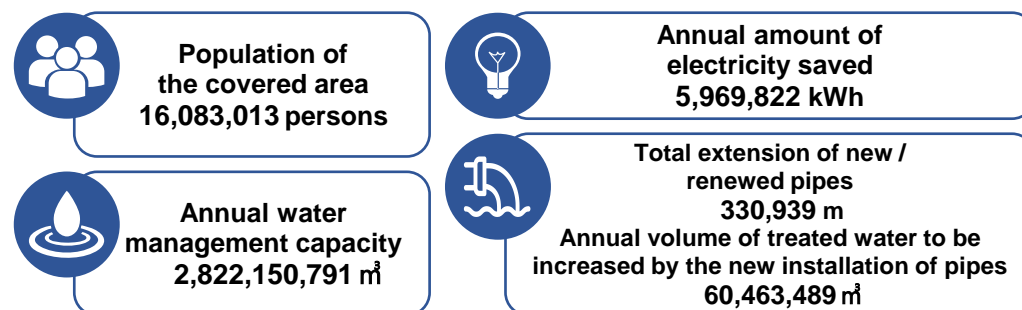 Population of
the covered area
16,083,013 persons
Annual amount of
electricity saved
5,969,822 kWh
Annual water
management capacity
2,822,150,791 ㎥
Total extension of new /
renewed pipes
330,939 m
Annual volume of treated water to be
increased by the new installation of pipes
60,463,489 ㎥